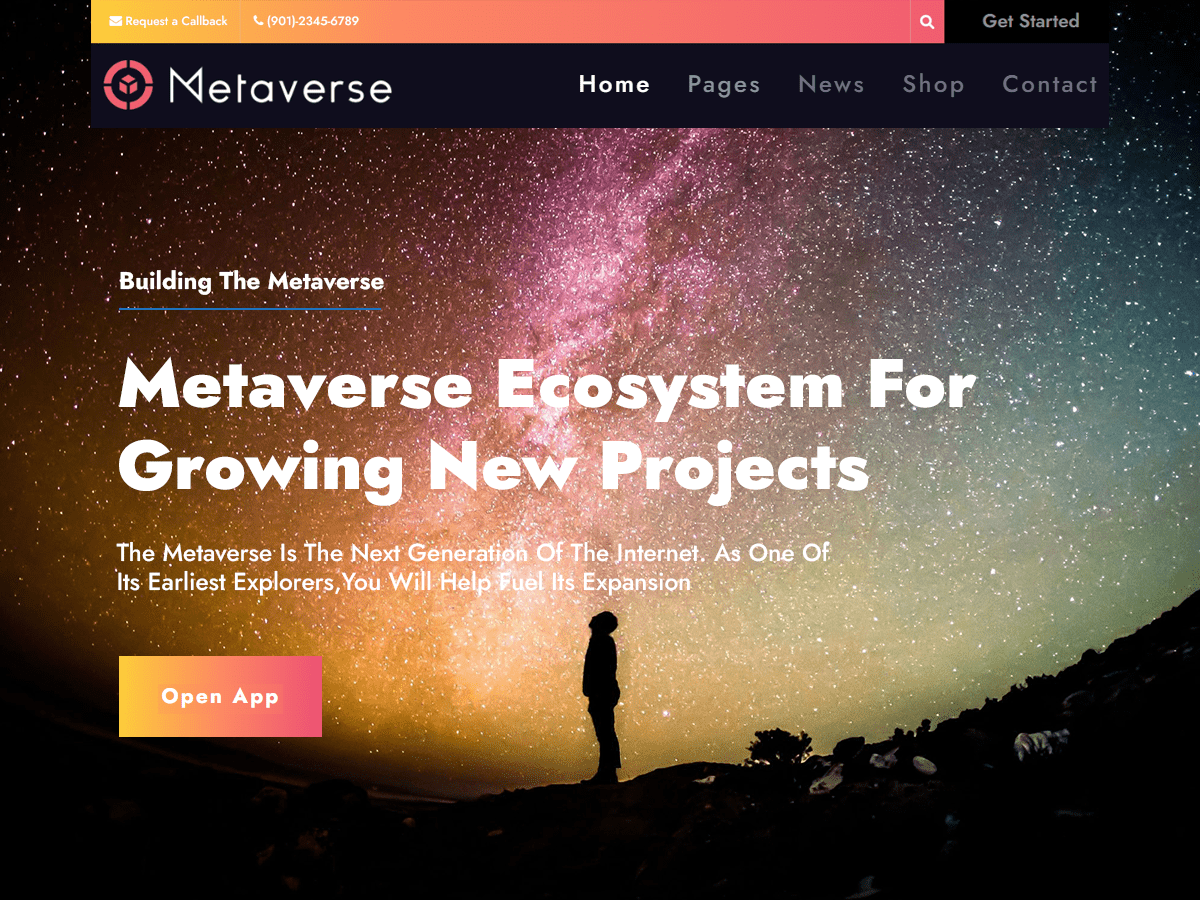 Request a Callback
(901)-2345-6789
Get Started
Metaverse
Home
Pages
News
Shop
Contact
Building The Metaverse
Metaverse Ecosystem For
Growing New Projects
The Metaverse Is The Next Generation Of The Internet. As One Of
Its Earliest Explorers,You Will Help Fuel Its Expansion
Open App